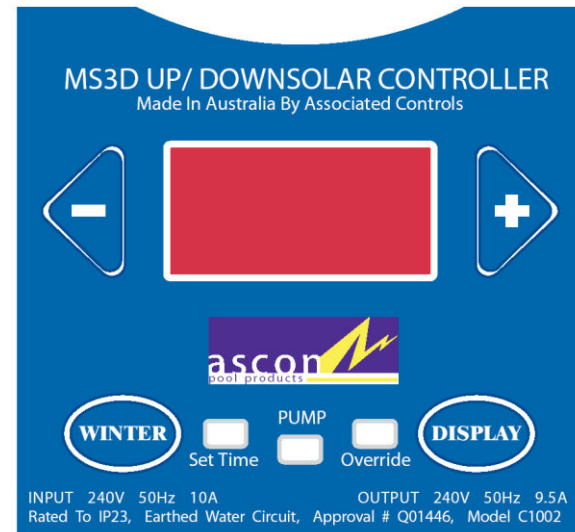 MS3D UP/ DOWNSOLAR CONTROLLER
Made In Australia By Associated Controls
ascon
pool products
WINTER
Set Time
PUMP
Override
DISPLAY
INPUT 240V 50Hz 10A OUTPUT 240V 50Hz 9.5A
Rated To IP23, Earthed Water Circuit, Approval # Q01446, Model C1002